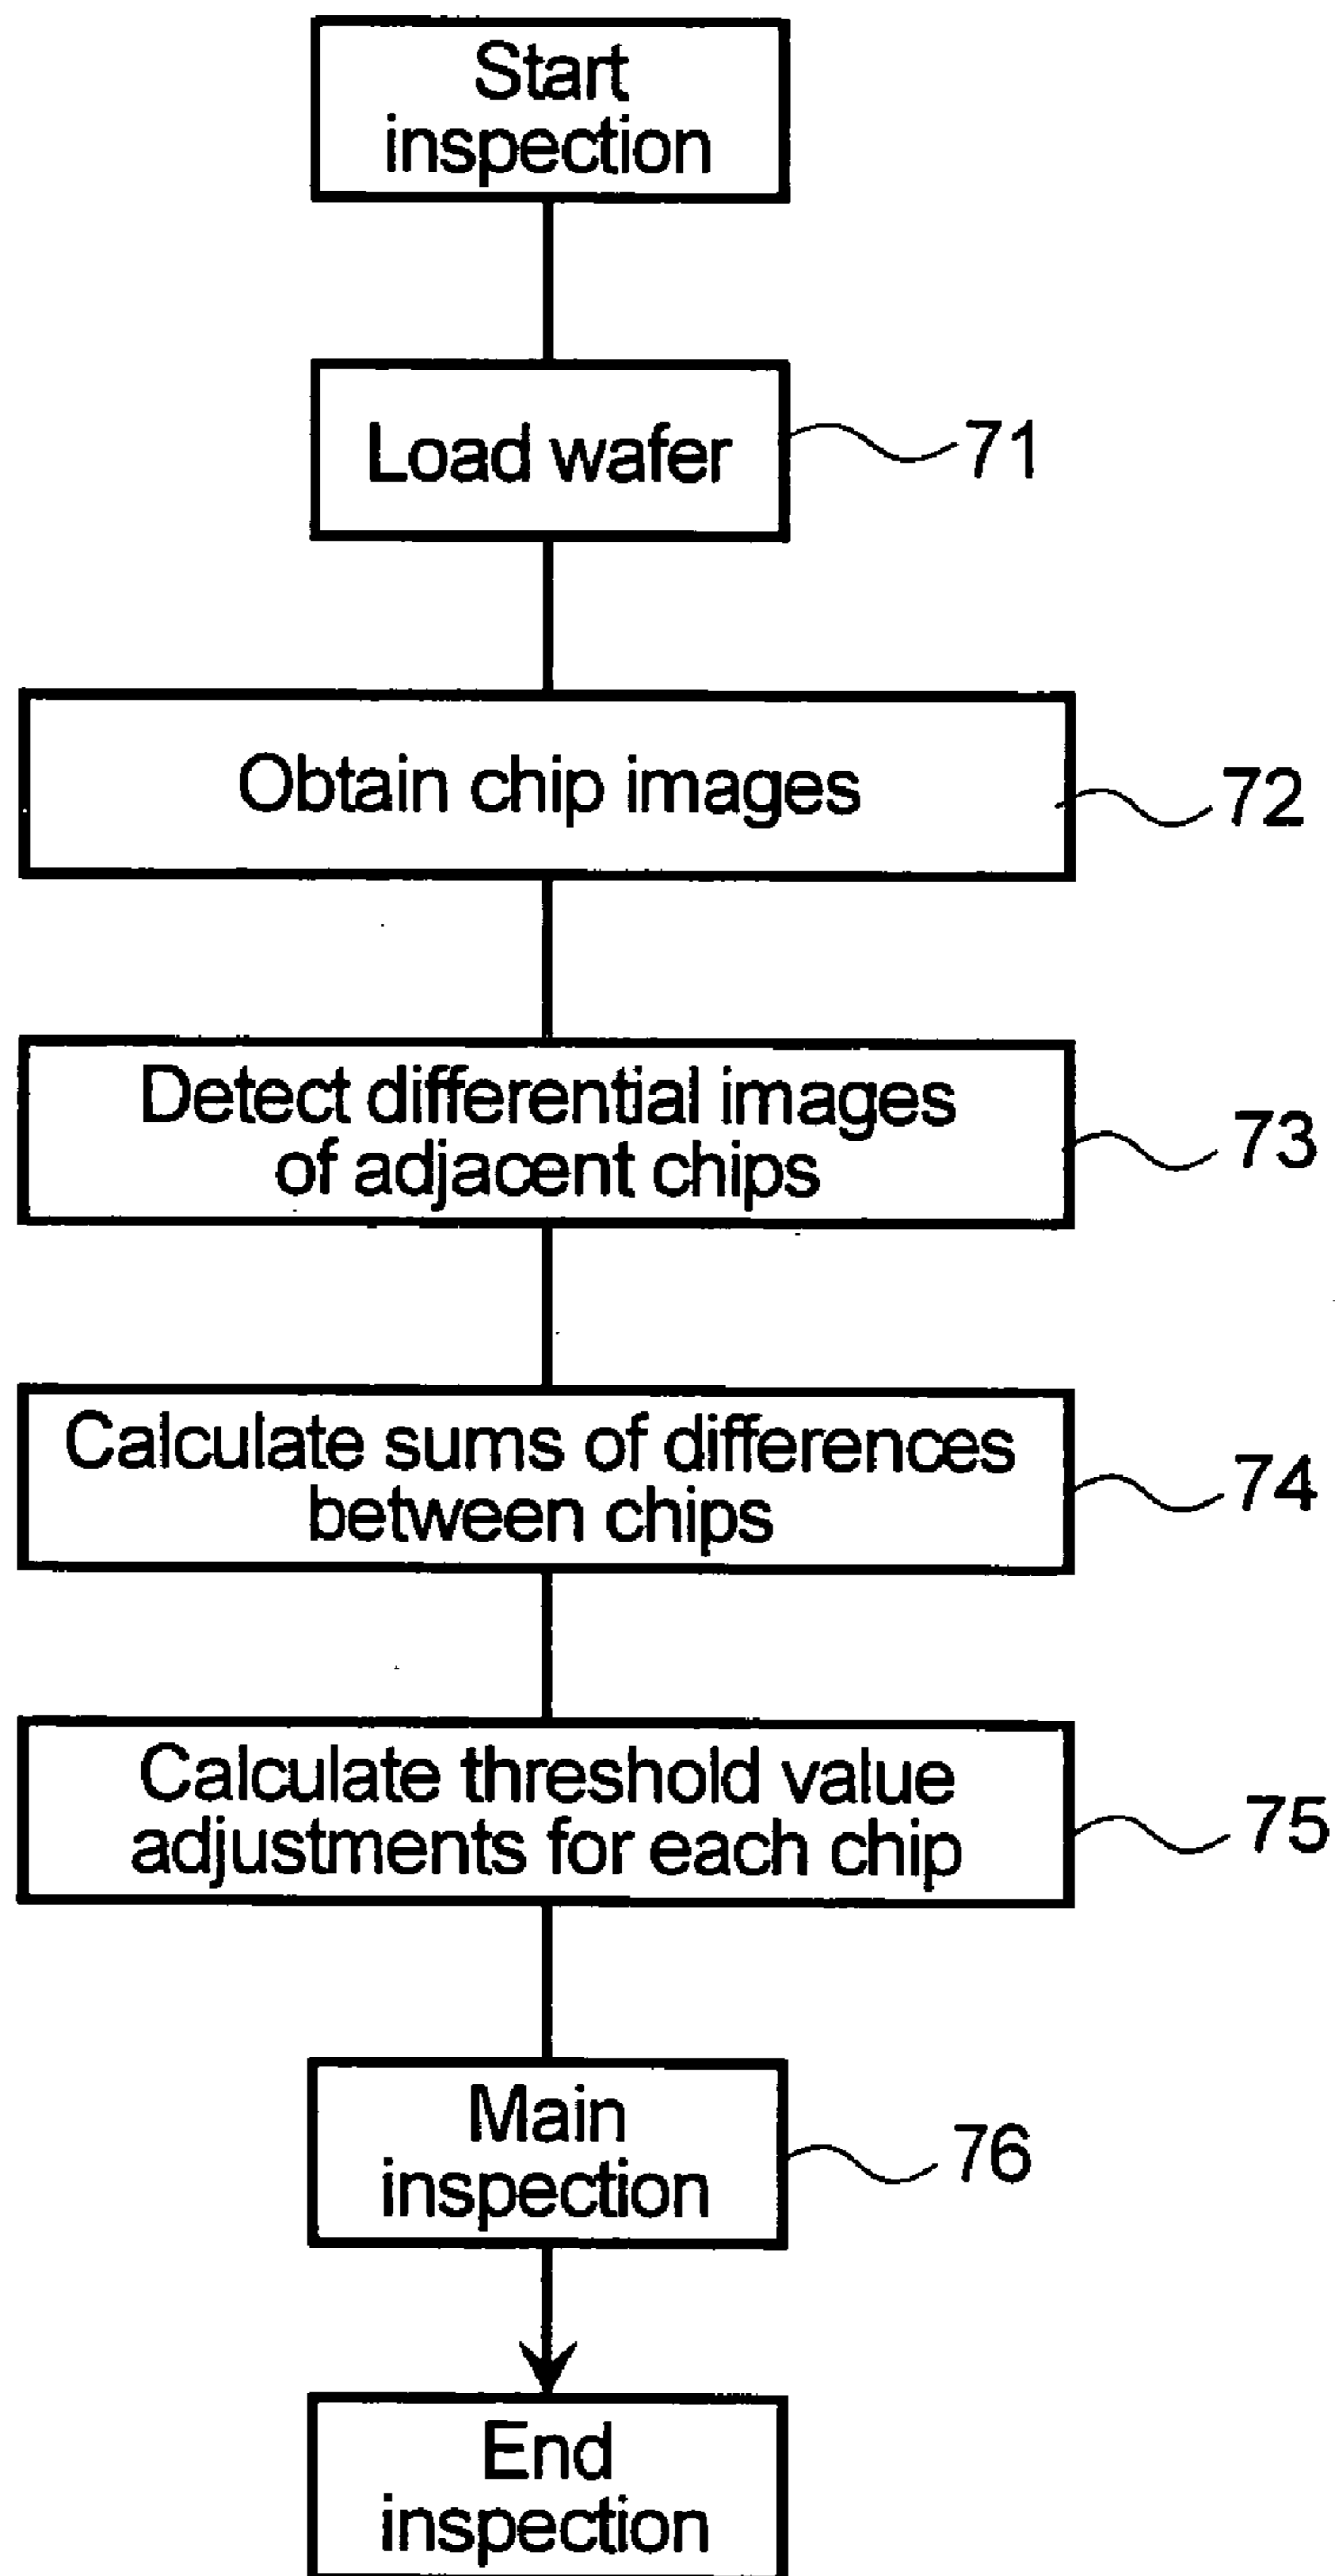 Start
inspection
Load wafer
71
Obtain chip images
72
Detect differential images
of adjacent chips
73
Calculate sums of differences
between chips
74
Calculate threshold value
adjustments for each chip
75
Main
inspection
76
End
inspection